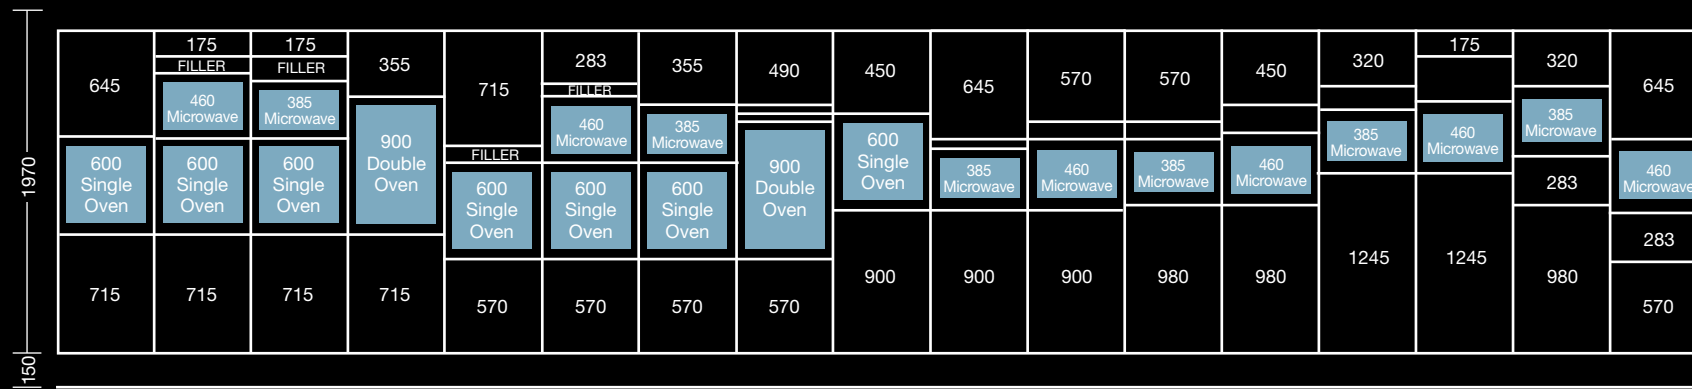 1970
150
645
600
Single
Oven
715
175
FILLER
460
Microwave
600
Single
Oven
715
175
FILLER
385
Microwave
600
Single
Oven
715
355
900
Double
Oven
715
715
FILLER
600
Single
Oven
570
283
FILLER
460
Microwave
600
Single
Oven
570
355
385
Microwave
600
Single
Oven
570
490
900
Double
Oven
570
450
600
Single
Oven
900
645
385
Microwave
900
570
460
Microwave
900
570
385
Microwave
980
450
460
Microwave
980
320
385
Microwave
1245
175
460
Microwave
1245
320
385
Microwave
283
980
645
460
Microwave
283
570